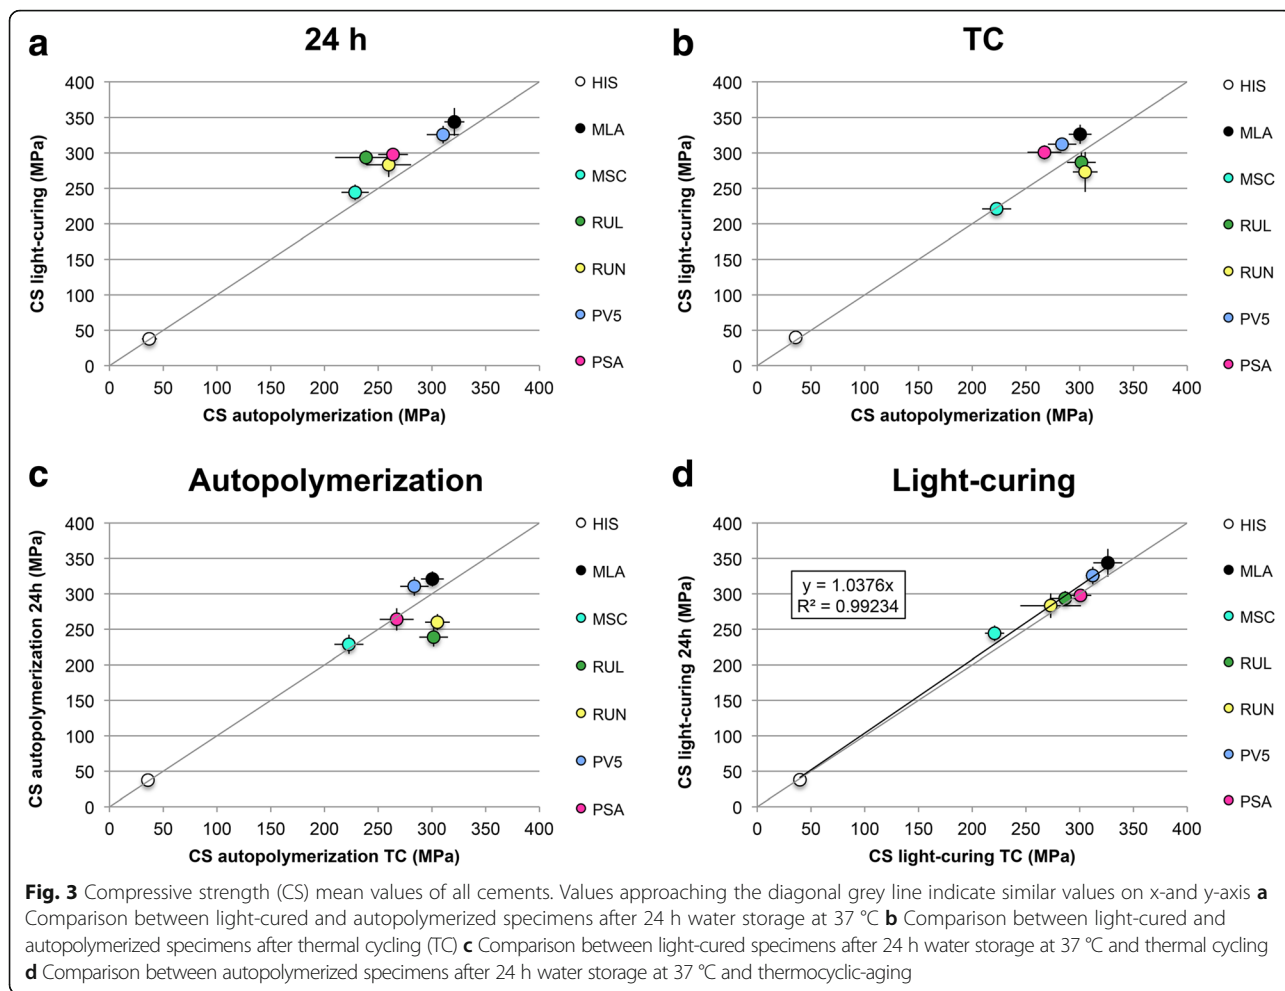 a
24 h
400
350
300
250
200
150
100
50
0
CS light-curing (MPa)
0 50 100 150 200 250 300 350 400
CS autopolymerization (MPa)
HIS
MLA
MSC
RUL
RUN
PV5
PSA
b
TC
400
350
300
250
200
150
100
50
0
CS light-curing (MPa)
0 50 100 150 200 250 300 350 400
CS autopolymerization (MPa)
HIS
MLA
MSC
RUL
RUN
PV5
PSA
c
Autopolymerization
400
350
300
250
200
150
100
50
0
CS autopolymerization 24h (MPa)
0 50 100 150 200 250 300 350 400
CS autopolymerization TC (MPa)
HIS
MLA
MSC
RUL
RUN
PV5
PSA
d
Light-curing
400
350
300
250
200
150
100
50
0
CS light-curing 24h (MPa)
y = 1.0376x
R² = 0.99234
0 50 100 150 200 250 300 350 400
CS light-curing TC (MPa)
HIS
MLA
MSC
RUL
RUN
PV5
PSA
Fig. 3 Compressive strength (CS) mean values of all cements. Values approaching the diagonal grey line indicate similar values on x-and y-axis a
Comparison between light-cured and autopolymerized specimens after 24 h water storage at 37 °C b Comparison between light-cured and
autopolymerized specimens after thermal cycling (TC) c Comparison between light-cured specimens after 24 h water storage at 37 °C and thermal cycling
d Comparison between autopolymerized specimens after 24 h water storage at 37 °C and thermocyclic-aging